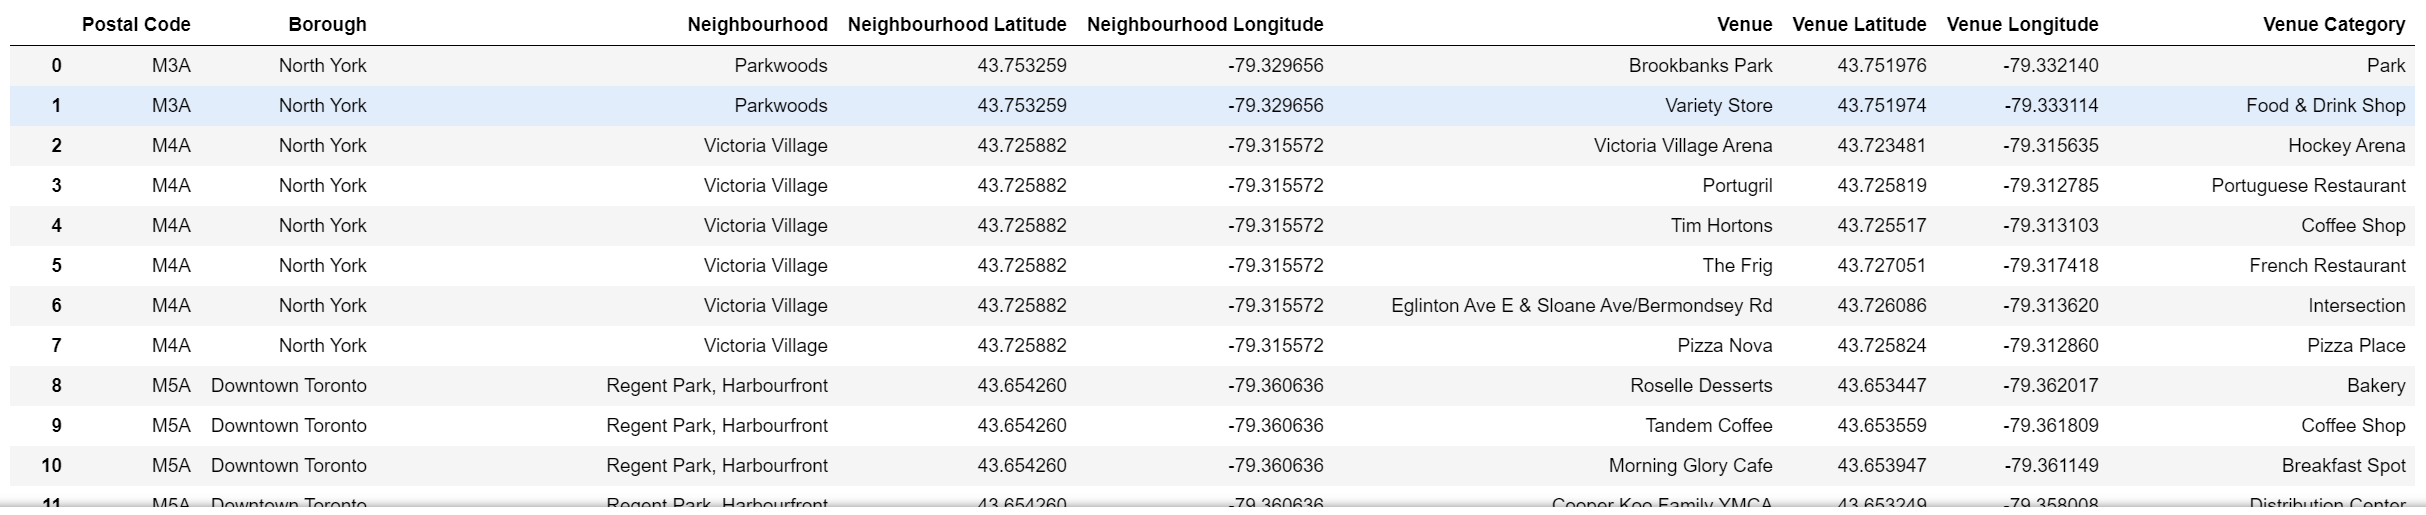 Postal Code Borough Neighbourhood Neighbourhood Latitude Neighbourhood Longitude Venue Venue Latitude Venue Longitude Venue Category
0 M3A North York Parkwoods 43.753259 -79.329656 Brookbanks Park 43.751976 -79.332140 Park
1 M3A North York Parkwoods 43.753259 -79.329656 Variety Store 43.751974 -79.333114 Food & Drink Shop
2 M4A North York Victoria Village 43.725882 -79.315572 Victoria Village Arena 43.723481 -79.315635 Hockey Arena
3 M4A North York Victoria Village 43.725882 -79.315572 Portugril 43.725819 -79.312785 Portuguese Restaurant
4 M4A North York Victoria Village 43.725882 -79.315572 Tim Hortons 43.725517 -79.313103 Coffee Shop
5 M4A North York Victoria Village 43.725882 -79.315572 The Frig 43.727051 -79.317418 French Restaurant
6 M4A North York Victoria Village 43.725882 -79.315572 Eglinton Ave E & Sloane Ave/Bermondsey Rd 43.726086 -79.313620 Intersection
7 M4A North York Victoria Village 43.725882 -79.315572 Pizza Nova 43.725824 -79.312860 Pizza Place
8 M5A Downtown Toronto Regent Park, Harbourfront 43.654260 -79.360636 Roselle Desserts 43.653447 -79.362017 Bakery
9 M5A Downtown Toronto Regent Park, Harbourfront 43.654260 -79.360636 Tandem Coffee 43.653559 -79.361809 Coffee Shop
10 M5A Downtown Toronto Regent Park, Harbourfront 43.654260 -79.360636 Morning Glory Cafe 43.653947 -79.361149 Breakfast Spot
11 M5A Downtown Toronto Regent Park, Harbourfront 43.654260 -79.360636 Cooper Koo Family YMCA 43.653249 -79.358008 Distribution Center